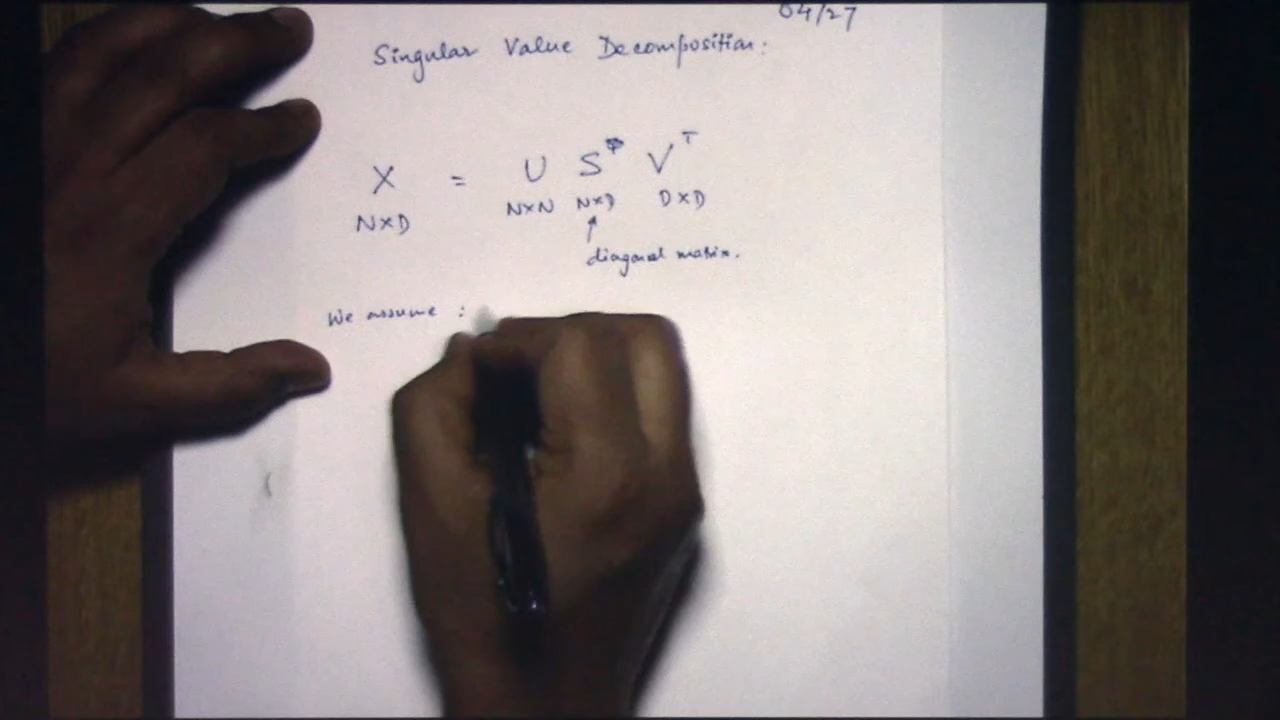 04/27
Singular Value Decomposition:
X = U S V^T
N×D N×N N×D D×D
diagonal matrix.
We assume :